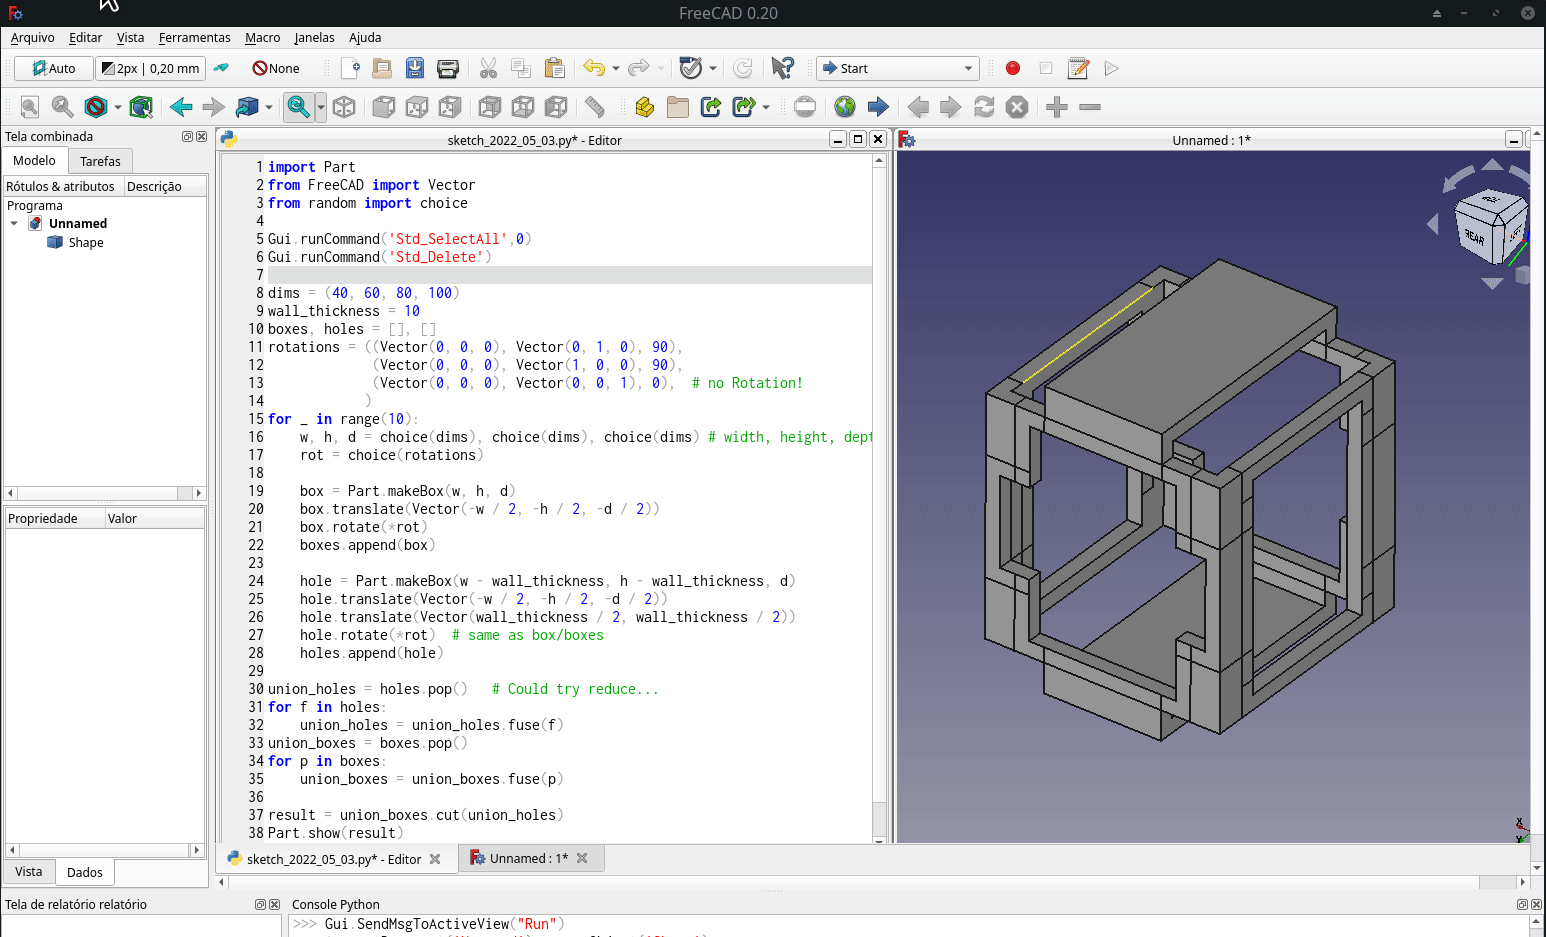 FreeCAD 0.20
Arquivo Editar Vista Ferramentas Macro Janelas Ajuda
Auto 2px | 0,20 mm None Start
Tela combinada
Modelo Tarefas
Rótulos & atributos Descrição
Programa
Unnamed
Shape
Propriedade Valor
Vista Dados
sketch_2022_05_03.py* - Editor
1 import Part
2 from FreeCAD import Vector
3 from random import choice
4
5 Gui.runCommand('Std_SelectAll',0)
6 Gui.runCommand('Std_Delete')
7
8 dims = (40, 60, 80, 100)
9 wall_thickness = 10
10 boxes, holes = [], []
11 rotations = ((Vector(0, 0, 0), Vector(0, 1, 0), 90),
12 (Vector(0, 0, 0), Vector(1, 0, 0), 90),
13 (Vector(0, 0, 0), Vector(0, 0, 1), 0),  # no Rotation!
14 )
15 for _ in range(10):
16 w, h, d = choice(dims), choice(dims), choice(dims) # width, height, dept
17 rot = choice(rotations)
18
19 box = Part.makeBox(w, h, d)
20 box.translate(Vector(-w / 2, -h / 2, -d / 2))
21 box.rotate(*rot)
22 boxes.append(box)
23
24 hole = Part.makeBox(w - wall_thickness, h - wall_thickness, d)
25 hole.translate(Vector(-w / 2, -h / 2, -d / 2))
26 hole.translate(Vector(wall_thickness / 2, wall_thickness / 2))
27 hole.rotate(*rot)  # same as box/boxes
28 holes.append(hole)
29
30 union_holes = holes.pop()   # Could try reduce...
31 for f in holes:
32 union_holes = union_holes.fuse(f)
33 union_boxes = boxes.pop()
34 for p in boxes:
35 union_boxes = union_boxes.fuse(p)
36
37 result = union_boxes.cut(union_holes)
38 Part.show(result)
Unnamed : 1*
REAR
X
Y
sketch_2022_05_03.py* - Editor
Unnamed : 1*
Tela de relatório relatório
Console Python
>>> Gui.SendMsgToActiveView("Run")